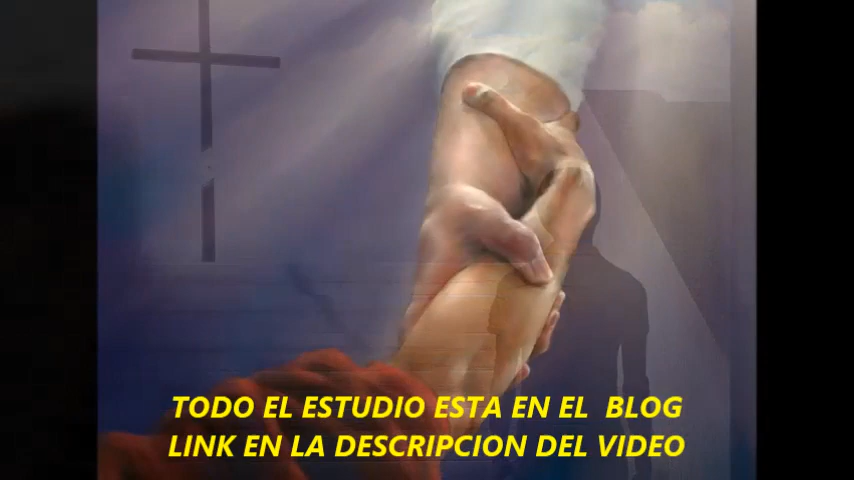 TODO EL ESTUDIO ESTA EN EL BLOG
LINK EN LA DESCRIPCION DEL VIDEO